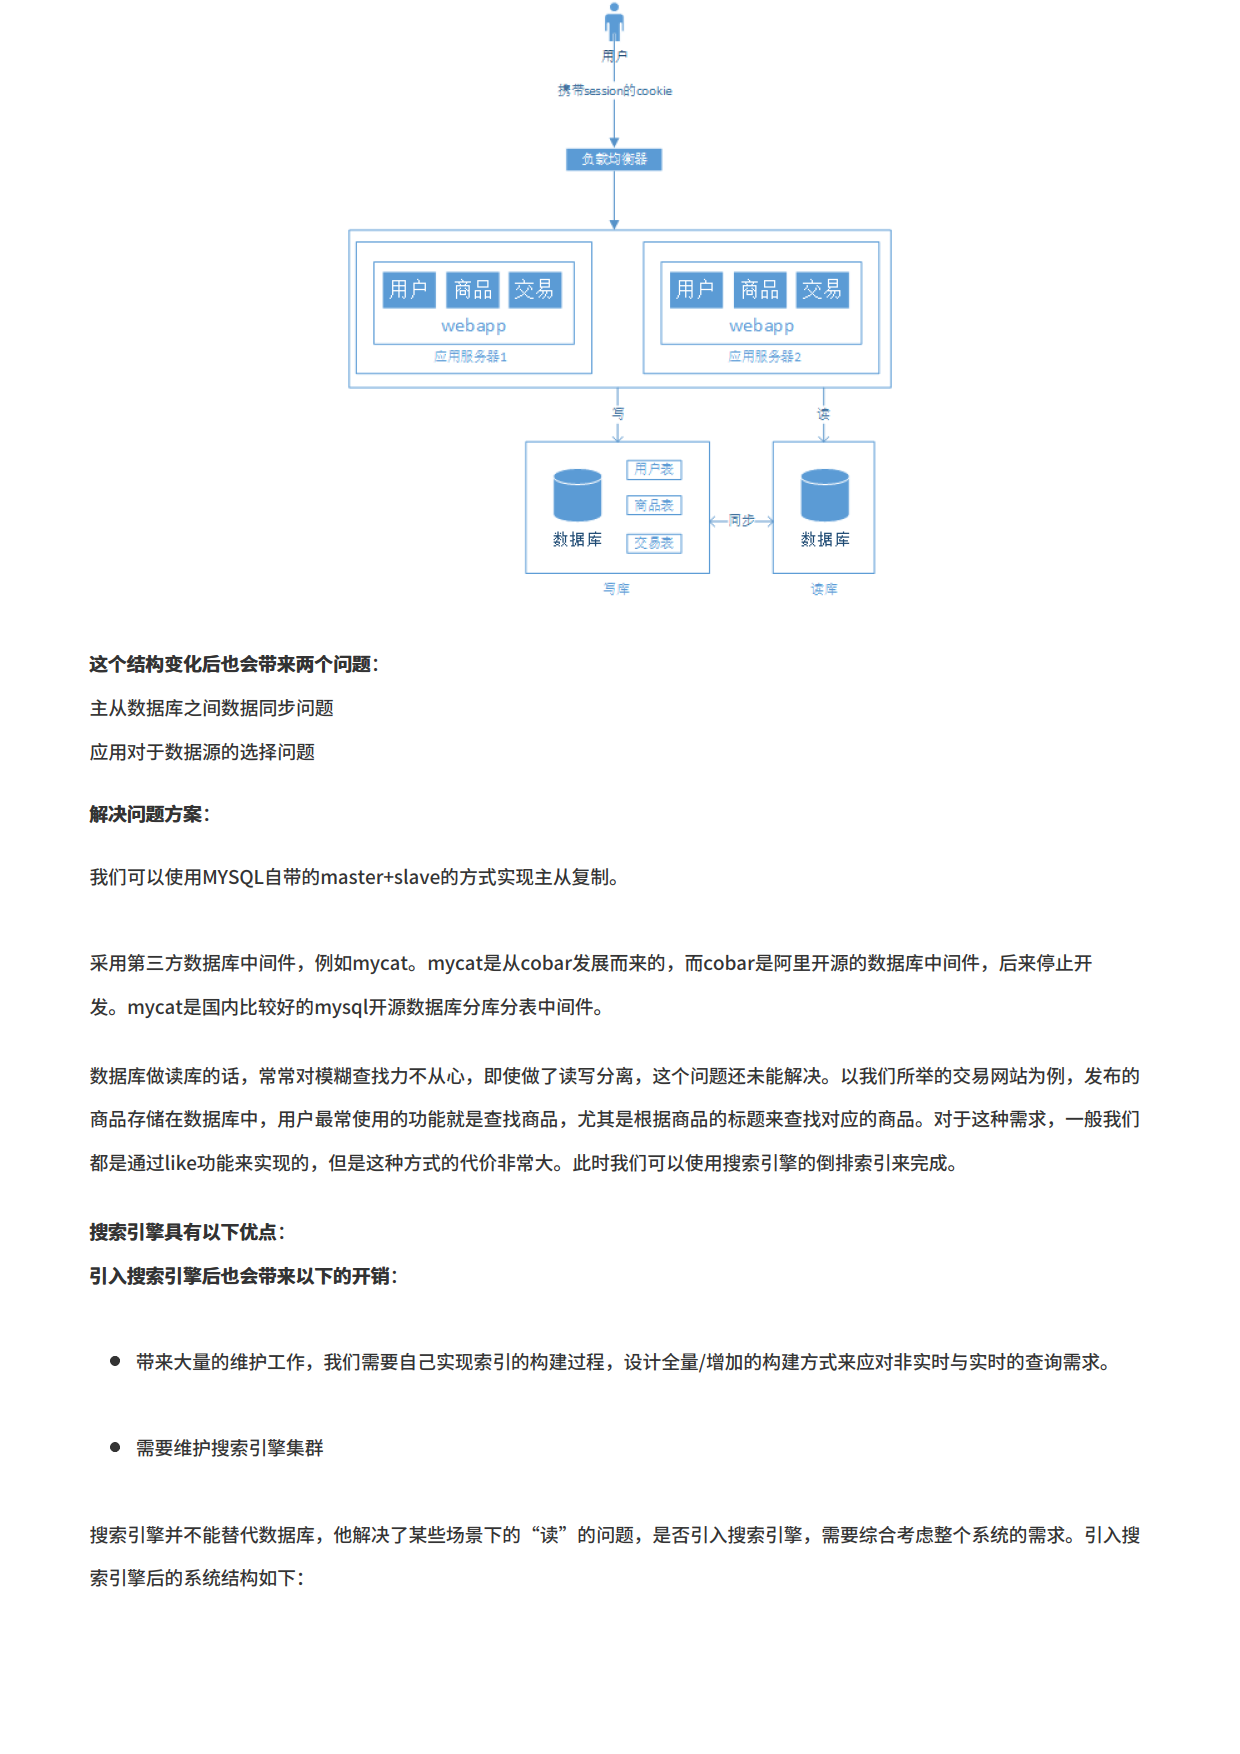 用户
携带session的cookie
负载均衡器
用户 商品 交易
webapp
应用服务器1
用户 商品 交易
webapp
应用服务器2
写
读
数据库
用户表
商品表
交易表
同步
数据库
写库
读库
这个结构变化后也会带来两个问题：
主从数据库之间数据同步问题
应用对于数据源的选择问题
解决问题方案：
我们可以使用MYSQL自带的master+slave的方式实现主从复制。
采用第三方数据库中间件，例如mycat。mycat是从cobar发展而来的，而cobar是阿里开源的数据库中间件，后来停止开
发。mycat是国内比较好的mysql开源数据库分库分表中间件。
数据库做读库的话，常常对模糊查找力不从心，即使做了读写分离，这个问题还未能解决。以我们所举的交易网站为例，发布的
商品存储在数据库中，用户最常使用的功能就是查找商品，尤其是根据商品的标题来查找对应的商品。对于这种需求，一般我们
都是通过like功能来实现的，但是这种方式的代价非常大。此时我们可以使用搜索引擎的倒排索引来完成。
搜索引擎具有以下优点：
引入搜索引擎后也会带来以下的开销：
● 带来大量的维护工作，我们需要自己实现索引的构建过程，设计全量/增加的构建方式来应对非实时与实时的查询需求。
● 需要维护搜索引擎集群
搜索引擎并不能替代数据库，他解决了某些场景下的“读”的问题，是否引入搜索引擎，需要综合考虑整个系统的需求。引入搜
索引擎后的系统结构如下：